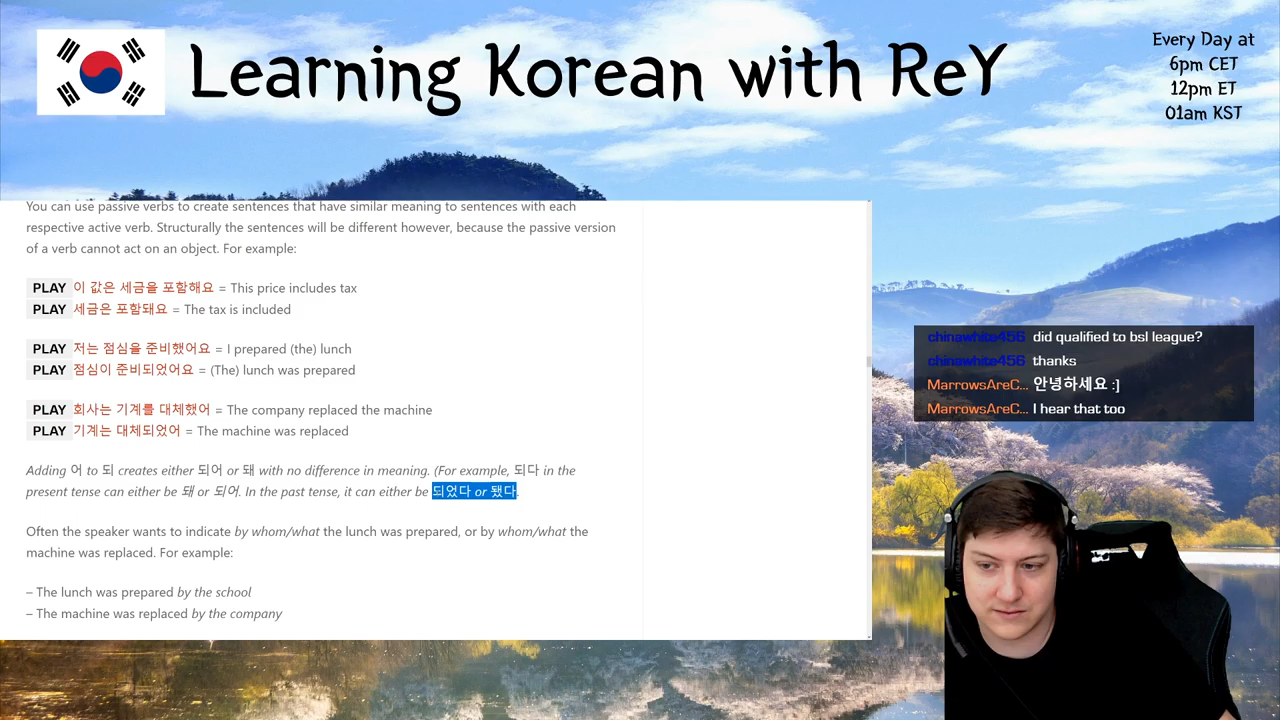 Learning Korean with ReY
Every Day at
6pm CET
12pm ET
01am KST
You can use passive verbs to create sentences that have similar meaning to sentences with each
respective active verb. Structurally the sentences will be different however, because the passive version
of a verb cannot act on an object. For example:
PLAY 이 값은 세금을 포함해요 = This price includes tax
PLAY 세금은 포함돼요 = The tax is included
PLAY 저는 점심을 준비했어요 = I prepared (the) lunch
PLAY 점심이 준비되었어요 = (The) lunch was prepared
PLAY 회사는 기계를 대체했어 = The company replaced the machine
PLAY 기계는 대체되었어 = The machine was replaced
Adding 어 to 되 creates either 되어 or 돼 with no difference in meaning. (For example, 되다 in the
present tense can either be 돼 or 되어. In the past tense, it can either be 되었다 or 됐다.
Often the speaker wants to indicate by whom/what the lunch was prepared, or by whom/what the
machine was replaced. For example:
– The lunch was prepared by the school
– The machine was replaced by the company
chinawhite456 did qualified to bsl league?
chinawhite456 thanks
MarrowsAreC... 안녕하세요 :]
MarrowsAreC... I hear that too